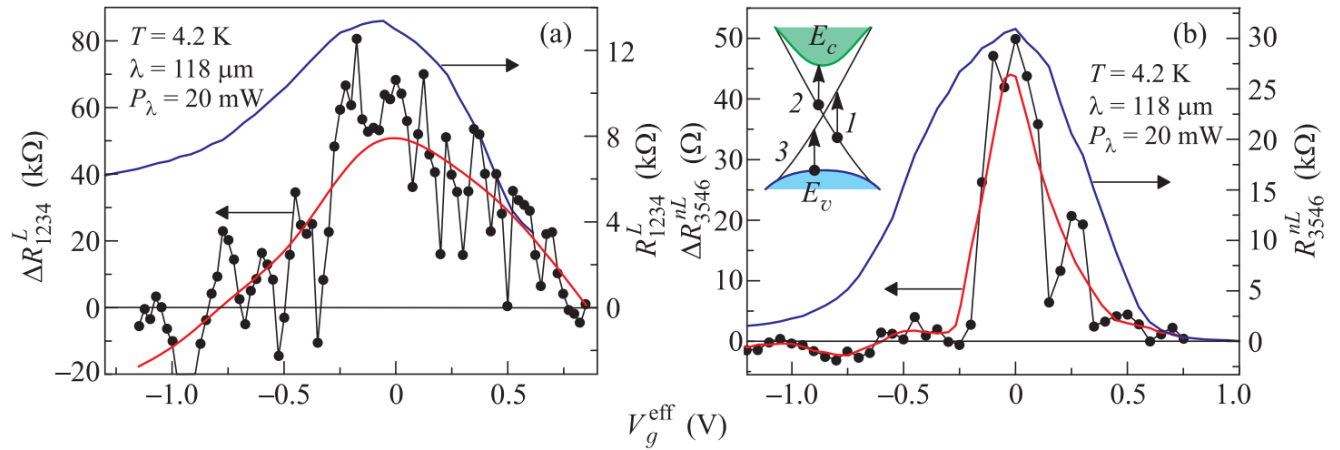 (a)
T = 4.2 K
λ = 118 μm
P_λ = 20 mW
80
60
40
20
0
−20
ΔR^L_1234 (kΩ)
12
8
4
0
R^L_1234 (kΩ)
−1.0 −0.5 0 0.5
(b)
E_c
2
1
3
E_v
T = 4.2 K
λ = 118 μm
P_λ = 20 mW
50
40
30
20
10
0
ΔR^nL_3546 (Ω)
30
25
20
15
10
5
0
R^nL_3546 (kΩ)
−1.0 −0.5 0 0.5 1.0
V_g^eff (V)